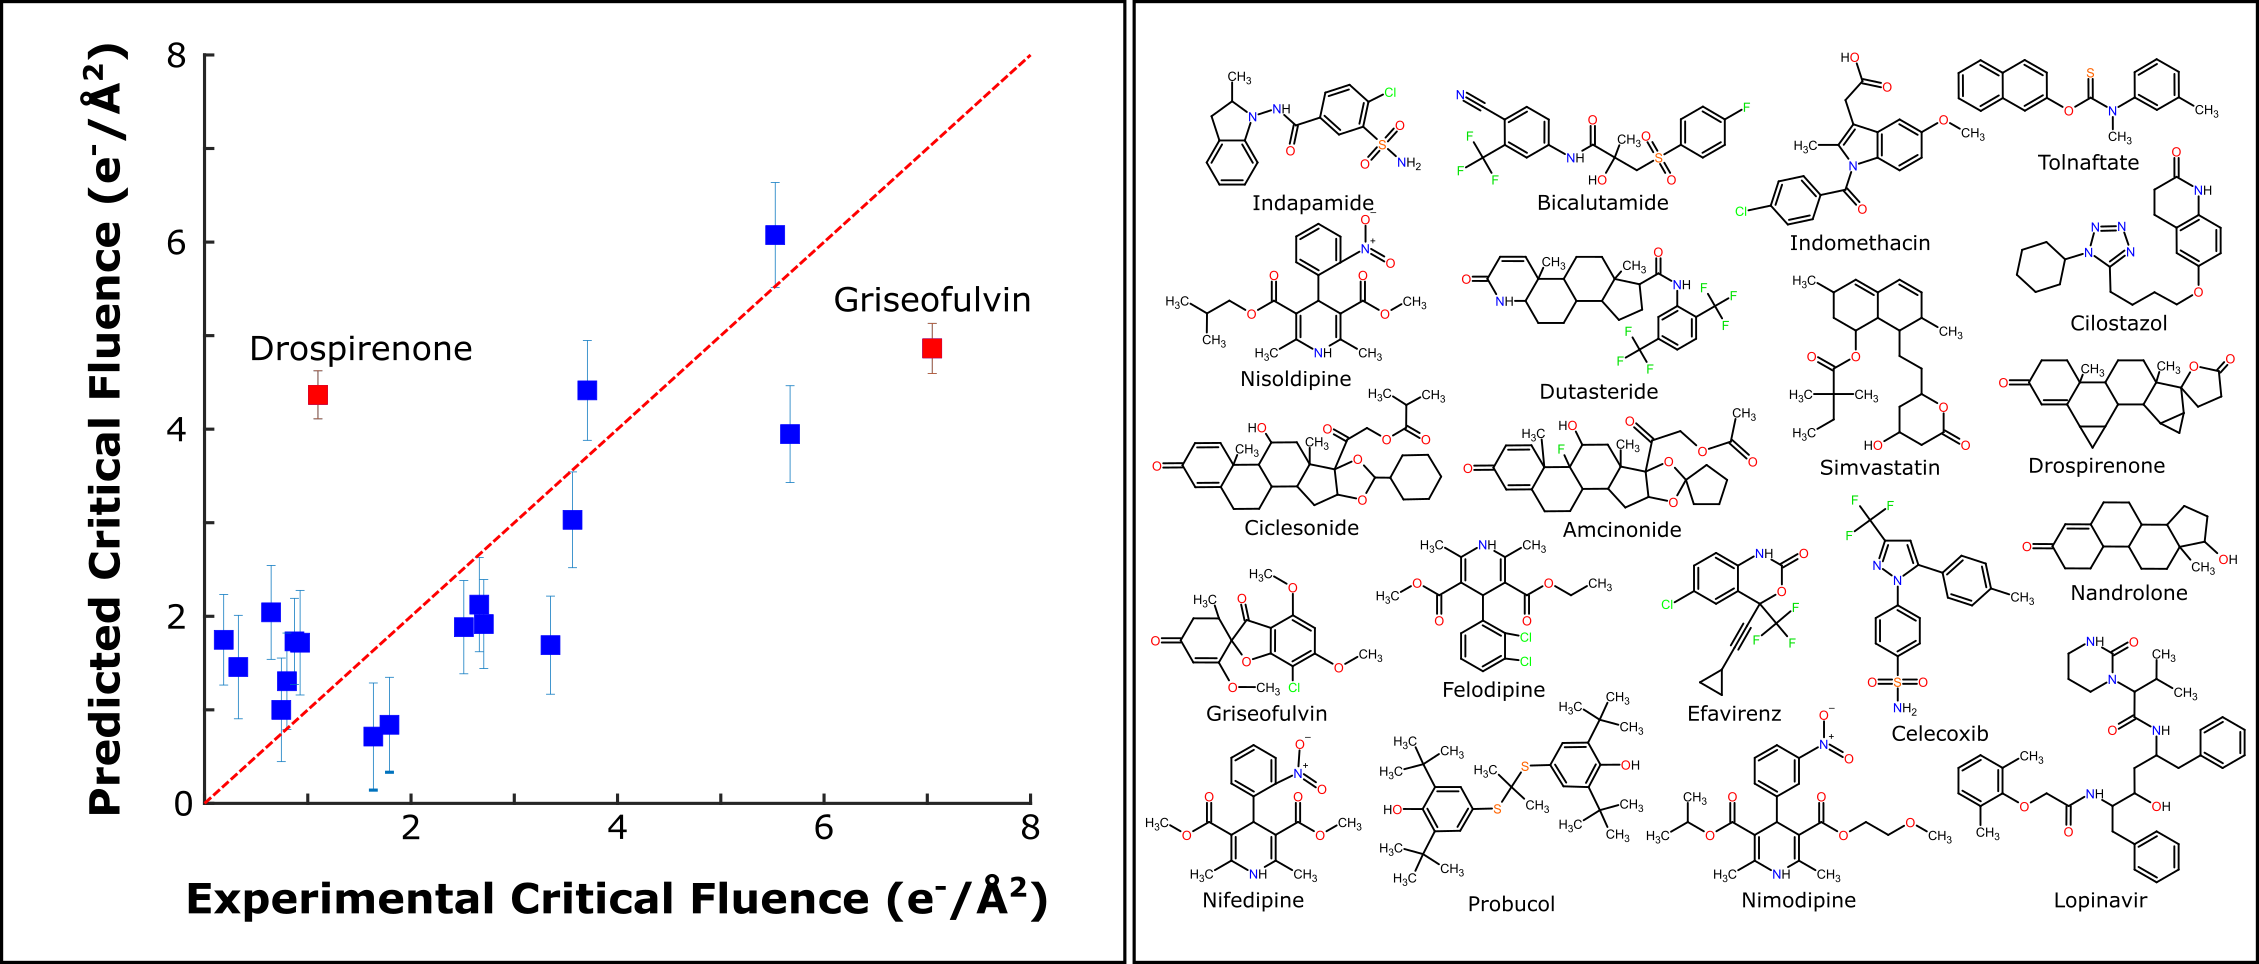 8
6
4
2
0
2
4
6
8
Predicted Critical Fluence (e⁻/Å²)
Experimental Critical Fluence (e⁻/Å²)
Drospirenone
Griseofulvin
Indapamide
Bicalutamide
Indomethacin
Tolnaftate
Cilostazol
Nisoldipine
Dutasteride
Simvastatin
Drospirenone
Ciclesonide
Amcinonide
Nandrolone
Griseofulvin
Felodipine
Efavirenz
Celecoxib
Nifedipine
Probucol
Nimodipine
Lopinavir